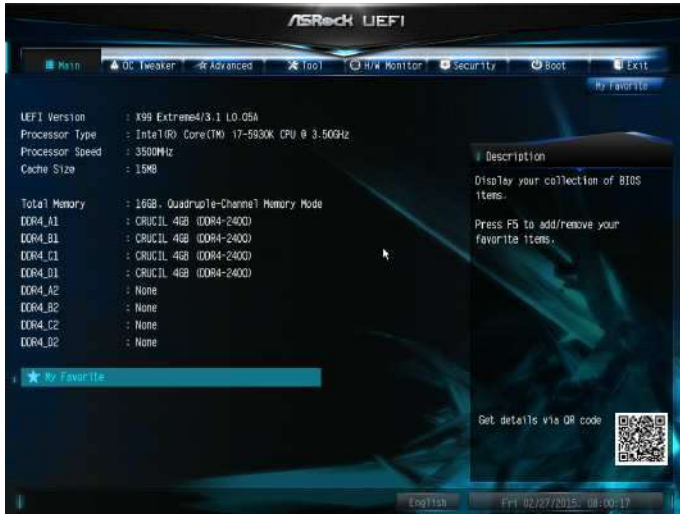 ASRock UEFI
Main OC Tweaker Advanced Tool H/W Monitor Security Boot Exit
My Favorite
UEFI Version : X99 Extreme4/3.1 L0.05A
Processor Type : Intel(R) Core(TM) i7-5930K CPU @ 3.50GHz
Processor Speed : 3500MHz
Cache Size : 15MB
Total Memory : 16GB. Quadruple-Channel Memory Mode
DDR4_A1 : CRUCIL 4GB (DDR4-2400)
DDR4_B1 : CRUCIL 4GB (DDR4-2400)
DDR4_C1 : CRUCIL 4GB (DDR4-2400)
DDR4_D1 : CRUCIL 4GB (DDR4-2400)
DDR4_A2 : None
DDR4_B2 : None
DDR4_C2 : None
DDR4_D2 : None
My Favorite
Description
Display your collection of BIOS
items.
Press F5 to add/remove your
favorite items.
Get details via QR code
English Fri 02/27/2015. 08:00:17